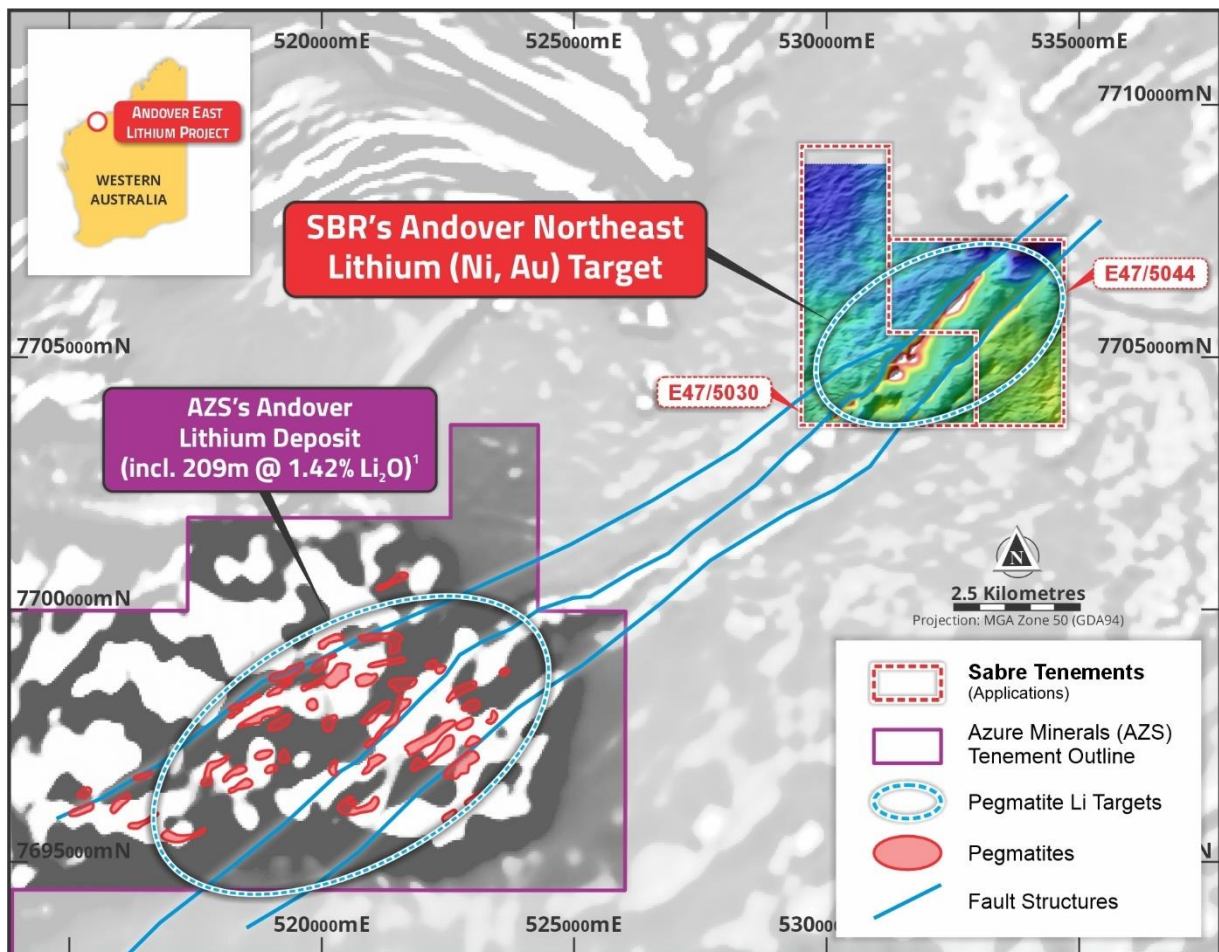 520000mE
525000mE
530000mE
535000mE
7710000mN
ANDOVER EAST
LITHIUM PROJECT
WESTERN
AUSTRALIA
SBR's Andover Northeast
Lithium (Ni, Au) Target
E47/5044
7705000mN
7705000mN
E47/5030
AZS's Andover
Lithium Deposit
(incl. 209m @ 1.42% Li₂O)¹
N
7700000mN
2.5 Kilometres
Projection: MGA Zone 50 (GDA94)
Sabre Tenements
(Applications)
Azure Minerals (AZS)
Tenement Outline
Pegmatite Li Targets
Pegmatites
Fault Structures
7695000mN
520000mE
525000mE